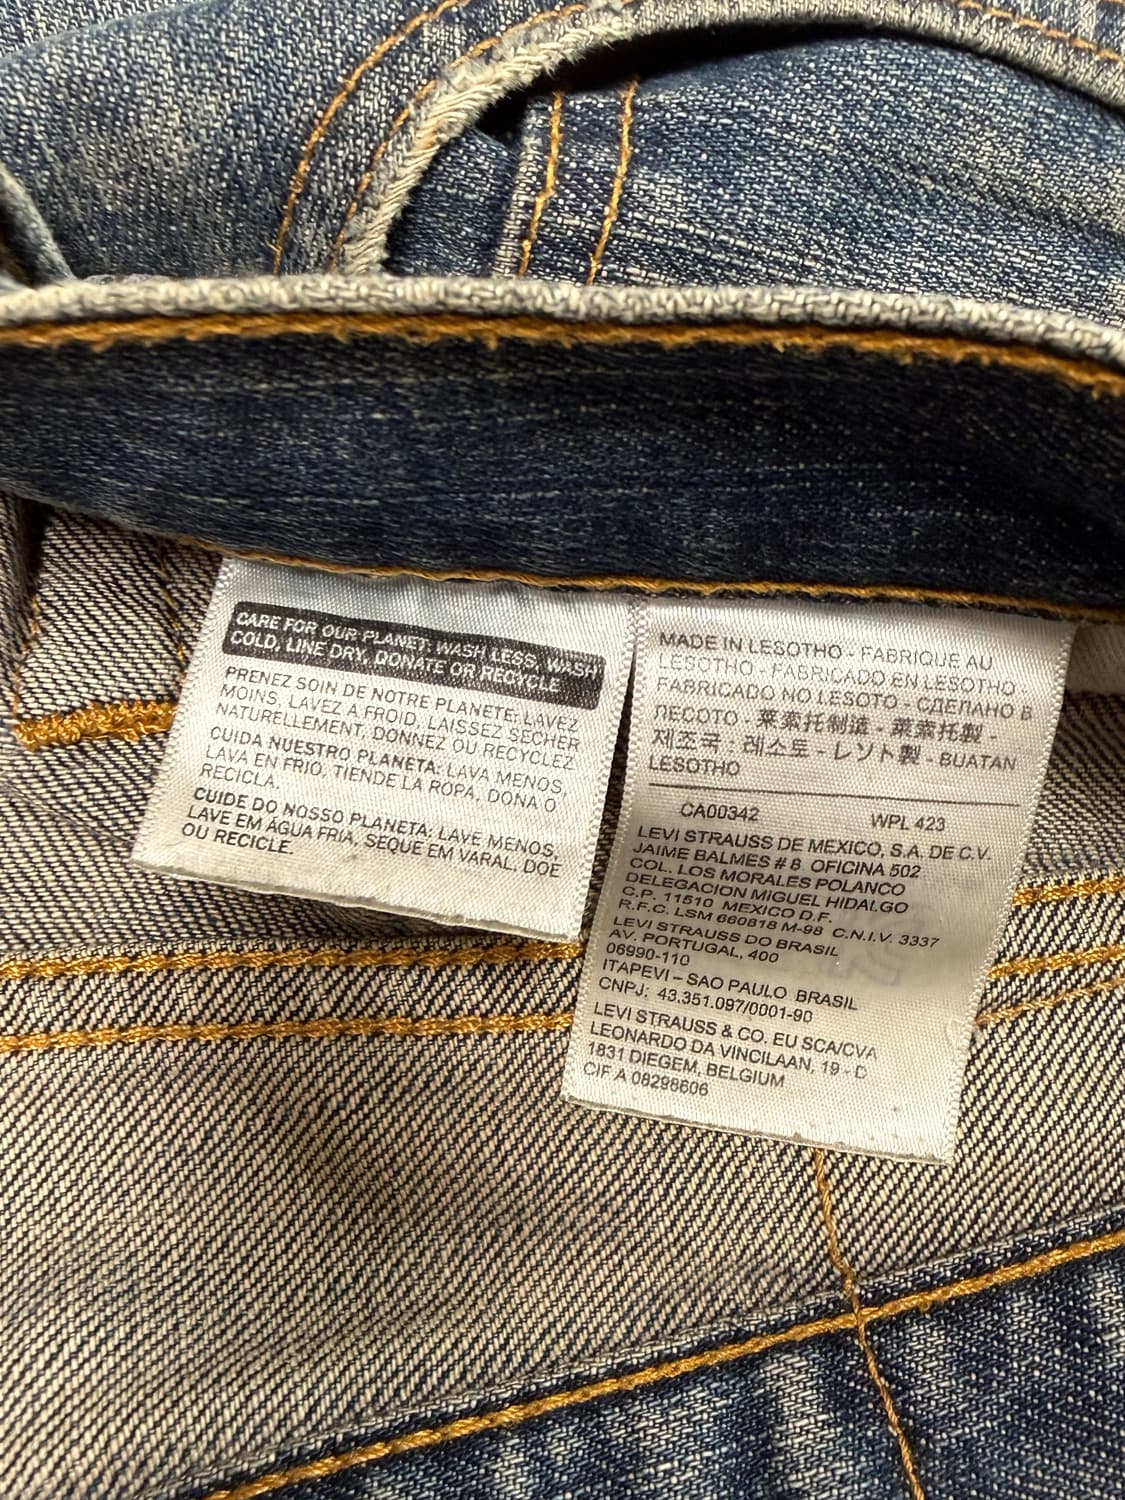 CARE FOR OUR PLANET: WASH LESS, WASH
COLD, LINE DRY, DONATE OR RECYCLE
PRENEZ SOIN DE NOTRE PLANETE: LAVEZ
MOINS, LAVEZ A FROID, LAISSEZ SÉCHER
NATURELLEMENT, DONNEZ OU RECYCLEZ
CUIDA NUESTRO PLANETA: LAVA MENOS,
LAVA EN FRIO, TIENDE LA ROPA, DONA O
RECICLA.
CUIDE DO NOSSO PLANETA: LAVE MENOS,
LAVE EM ÁGUA FRIA, SEQUE EM VARAL, DOE
OU RECICLE.
MADE IN LESOTHO - FABRIQUE AU
LESOTHO - FABRICADO EN LESOTHO -
FABRICADO NO LESOTO - СДЕЛАНО В
ЛЕСОТО - 莱索托制造 - 萊索托製 -
제조국 : 레소토 - レソト製 - BUATAN
LESOTHO
CA00342 WPL 423
LEVI STRAUSS DE MEXICO, S.A. DE C.V.
JAIME BALMES # 8 OFICINA 502
COL. LOS MORALES POLANCO
DELEGACION MIGUEL HIDALGO
C.P. 11510 MEXICO D.F.
R.F.C. LSM 660818 M-98 C.N.I.V. 3337
LEVI STRAUSS DO BRASIL
AV. PORTUGAL, 400
06990-110
ITAPEVI – SAO PAULO BRASIL
CNPJ: 43.351.097/0001-90
LEVI STRAUSS & CO. EU SCA/CVA
LEONARDO DA VINCILAAN, 19 - D
1831 DIEGEM, BELGIUM
CIF A 08298606